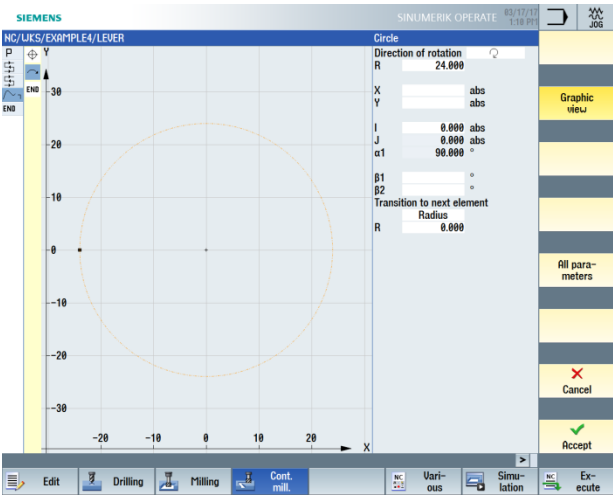 SIEMENS
SINUMERIK OPERATE 03/17/17
1:18 PM
JOG
NC/WKS/EXAMPLE4/LEVER
Circle
P
Y
END
END
Direction of rotation
R 24.000
X abs
Y abs
I 0.000 abs
J 0.000 abs
α1 90.000 °
β1 °
β2 °
Transition to next element
Radius
R 0.000
30
20
10
0
-10
-20
-30
-20 -10 0 10 20 X
Graphic
view
All para-
meters
Cancel
Accept
>
Edit
Drilling
Milling
Cont.
mill.
NC
Vari-
ous
Simu-
lation
NC
Ex-
ecute